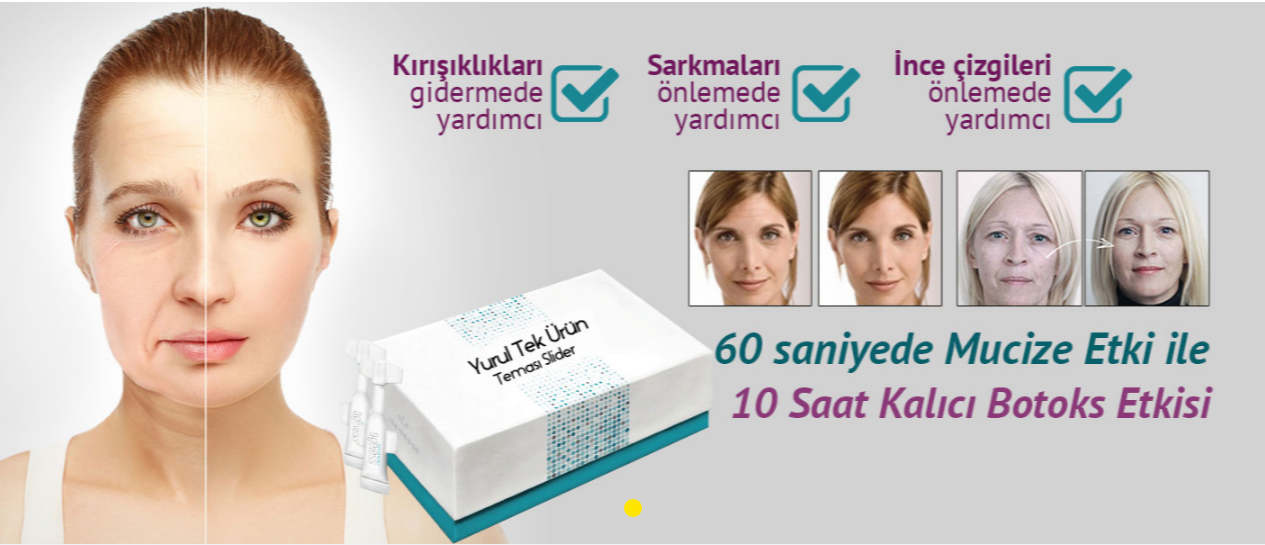 Kırışıklıkları
gidermede
yardımcı
Sarkmaları
önlemede
yardımcı
İnce çizgileri
önlemede
yardımcı
Yurul Tek Ürün
Teması Slider
60 saniyede Mucize Etki ile
10 Saat Kalıcı Botoks Etkisi